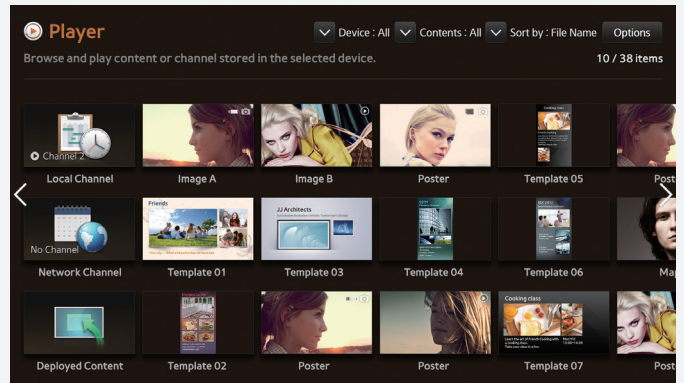 Player
Device : All
Contents : All
Sort by : File Name
Options
Browse and play content or channel stored in the selected device.
10 / 38 items
Channel 2
Local Channel
Image A
Image B
Poster
Template 05
Post
No Channel
Friends
JJ Architects
Network Channel
Template 01
Template 03
Template 04
Template 06
Ma
Cooking class
Deployed Content
Template 02
Poster
Poster
Template 07
Post